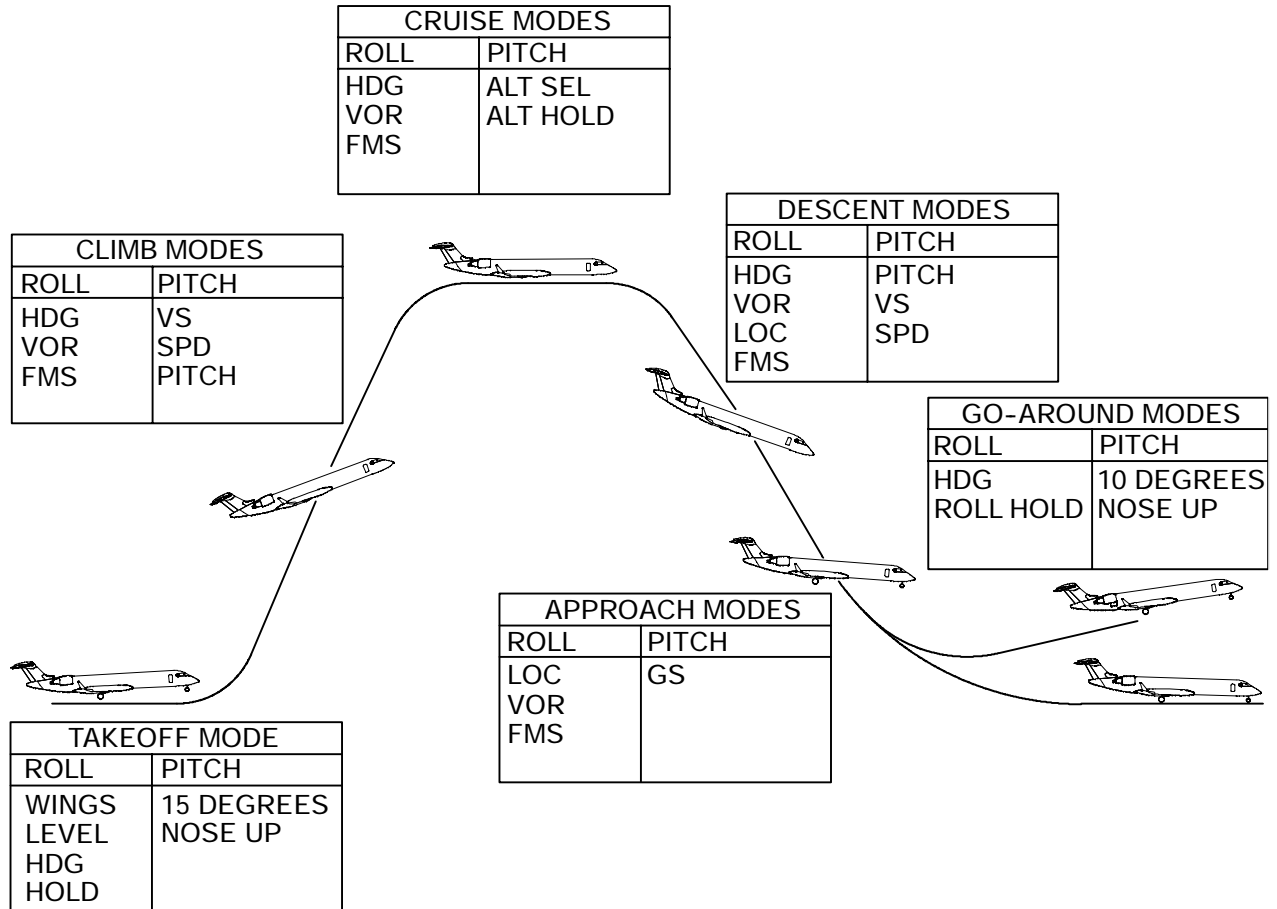 CRUISE MODES
ROLL PITCH
HDG ALT SEL
VOR ALT HOLD
FMS
CLIMB MODES
ROLL PITCH
HDG VS
VOR SPD
FMS PITCH
DESCENT MODES
ROLL PITCH
HDG PITCH
VOR VS
LOC SPD
FMS
GO-AROUND MODES
ROLL PITCH
HDG 10 DEGREES
ROLL HOLD NOSE UP
APPROACH MODES
ROLL PITCH
LOC GS
VOR
FMS
TAKEOFF MODE
ROLL PITCH
WINGS 15 DEGREES
LEVEL NOSE UP
HDG
HOLD